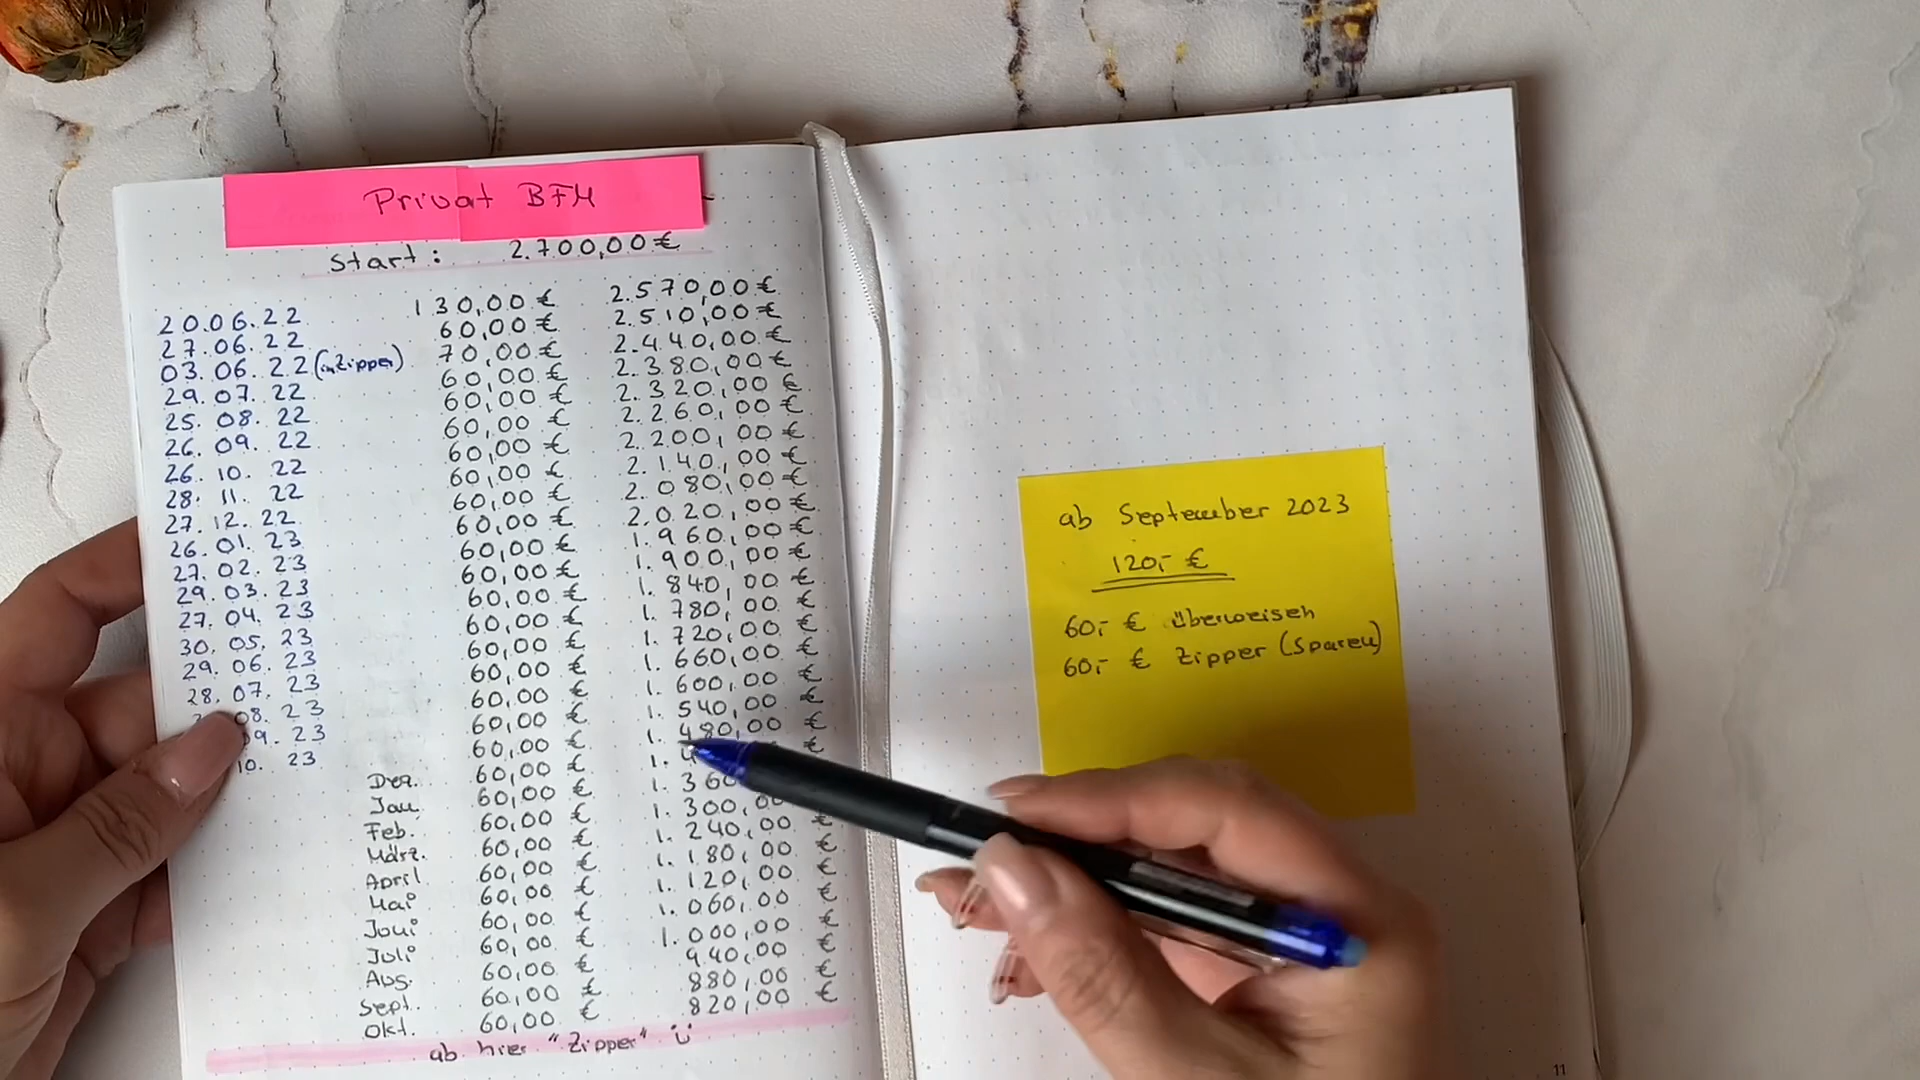 Privat BFM
Start: 2.700,00 €
20.06.22 130,00 € 2.570,00 €
27.06.22 60,00 € 2.510,00 €
03.06.22 (in Zipper) 70,00 € 2.440,00 €
29.07.22 60,00 € 2.380,00 €
25.08.22 60,00 € 2.320,00 €
26.09.22 60,00 € 2.260,00 €
26.10.22 60,00 € 2.200,00 €
28.11.22 60,00 € 2.140,00 €
27.12.22 60,00 € 2.080,00 €
26.01.23 60,00 € 2.020,00 €
27.02.23 60,00 € 1.960,00 €
29.03.23 60,00 € 1.900,00 €
27.04.23 60,00 € 1.840,00 €
30.05.23 60,00 € 1.780,00 €
29.06.23 60,00 € 1.720,00 €
28.07.23 60,00 € 1.660,00 €
08.23 60,00 € 1.600,00 €
09.23 60,00 € 1.540,00 €
10.23 60,00 € 1.480,00 €
Dez. 60,00 € €
Jan 60,00 € 1.360
Feb. 60,00 € 1.300,00
März. 60,00 € 1.240,00 €
April 60,00 € 1.180,00 €
Mai 60,00 € 1.120,00 €
Juni 60,00 € 1.060,00 €
Juli 60,00 € 1.000,00 €
Aug. 60,00 € 940,00 €
Sept. 60,00 € 880,00 €
Okt. 60,00 € 820,00 €
ab hier "Zipper"
ab September 2023
120,- €
60,- € überweisen
60,- € Zipper (Sparen)
11